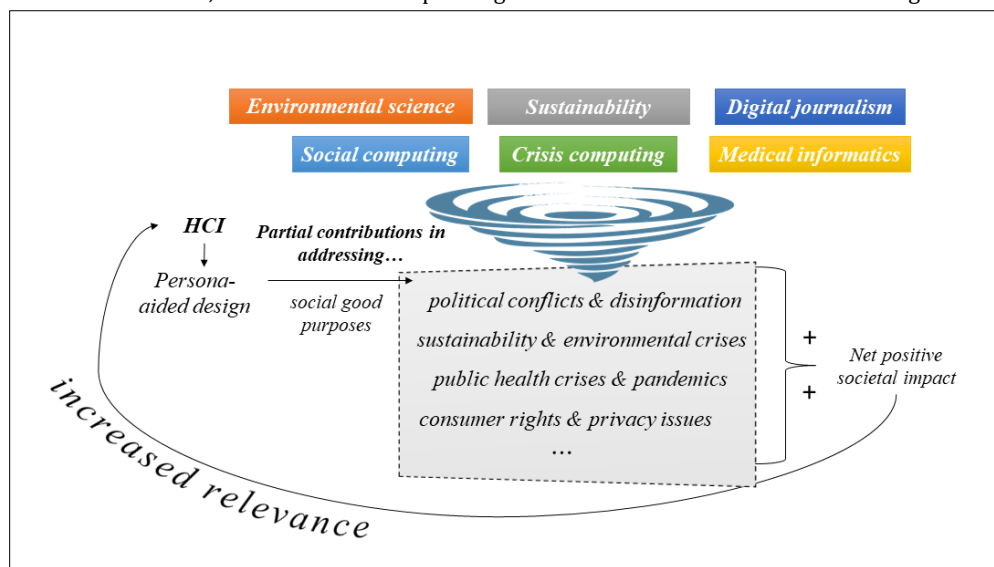 Environmental science
Sustainability
Digital journalism
Social computing
Crisis computing
Medical informatics
HCI
Persona-
aided design
Partial contributions in
addressing…
social good
purposes
political conflicts & disinformation
sustainability & environmental crises
public health crises & pandemics
consumer rights & privacy issues
…
+
+
Net positive
societal impact
increased relevance